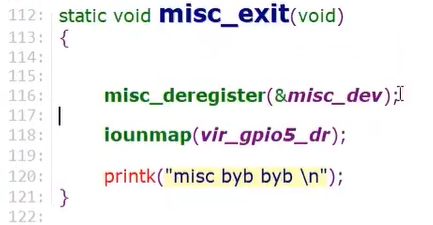 112: static void misc_exit(void)
113: {
114:
115:
116: misc_deregister(&misc_dev);
117:
118: iounmap(vir_gpio5_dr);
119:
120: printk("misc byb byb \n");
121: }
122: